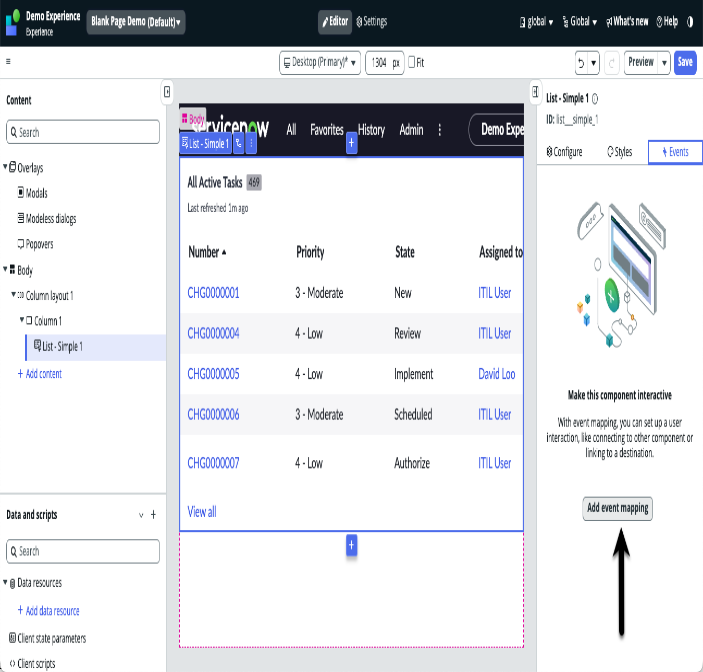 Demo Experience
Experience
Blank Page Demo (Default)
Editor
Settings
global
Global
What's new
Help
Desktop (Primary)*
1304 px
Fit
Preview
Save
Content
Search
Overlays
Modals
Modeless dialogs
Popovers
Body
Column layout 1
Column 1
List - Simple 1
+ Add content
Data and scripts
Search
Data resources
+ Add data resource
Client state parameters
Client scripts
Body
servicenow
All
Favorites
History
Admin
Demo Expe
List - Simple 1
All Active Tasks 469
Last refreshed 1m ago
Number Priority State Assigned to
CHG0000001 3 - Moderate New ITIL User
CHG0000004 4 - Low Review ITIL User
CHG0000005 4 - Low Implement David Loo
CHG0000006 3 - Moderate Scheduled ITIL User
CHG0000007 4 - Low Authorize ITIL User
View all
List - Simple 1
ID: list__simple_1
Configure
Styles
Events
Make this component interactive
With event mapping, you can set up a user
interaction, like connecting to other component or
linking to a destination.
Add event mapping